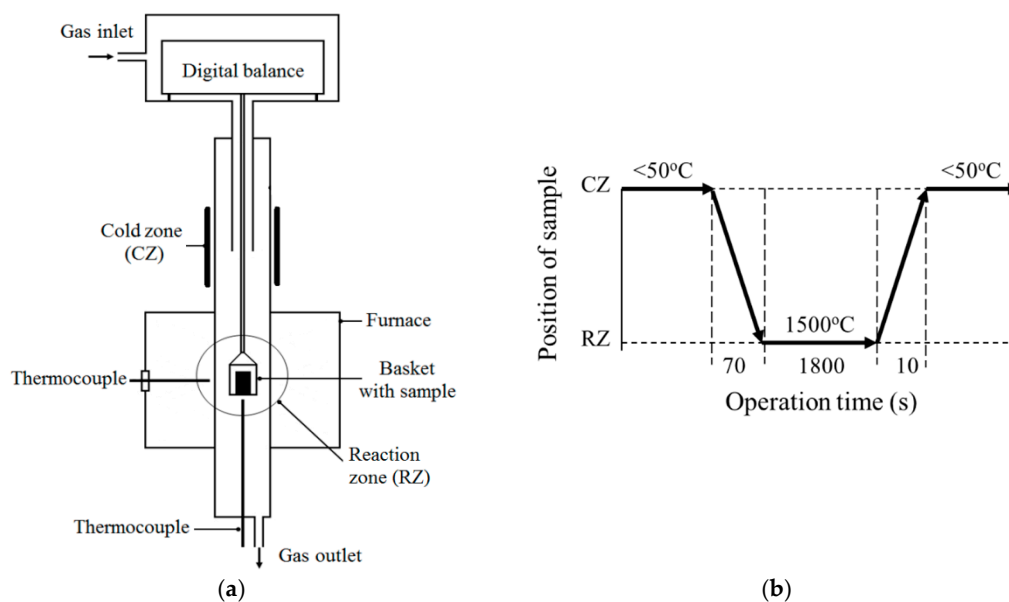 Gas inlet
Digital balance
Cold zone
(CZ)
Furnace
Thermocouple
Basket
with sample
Reaction
zone (RZ)
Thermocouple
Gas outlet
(a)
<50°C
<50°C
CZ
Position of sample
1500°C
RZ
70
1800
10
Operation time (s)
(b)